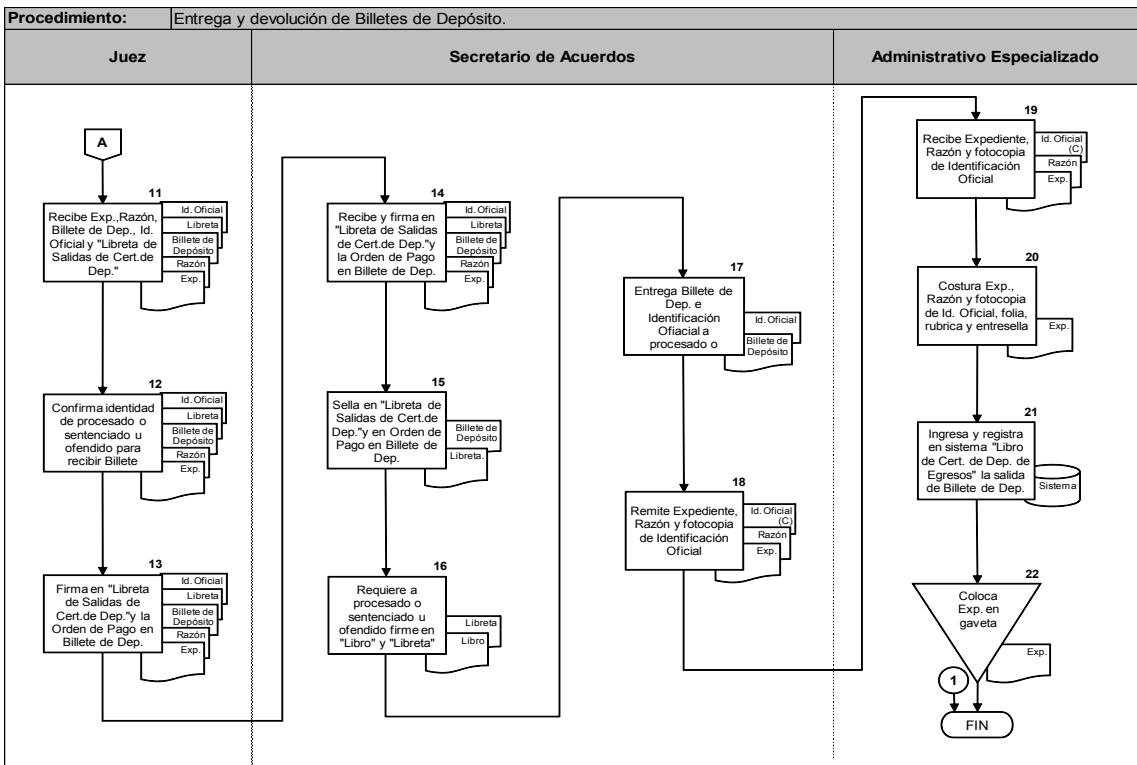 Procedimiento: Entrega y devolución de Billetes de Depósito.
Juez
Secretario de Acuerdos
Administrativo Especializado
A
11
Recibe Exp.,Razón,
Billete de Dep., Id.
Oficial y "Libreta de
Salidas de Cert.de
Dep."
Id. Oficial
Libreta
Billete de
Depósito
Razón
Exp.
12
Confirma identidad
de procesado o
sentenciado u
ofendido para
recibir Billete
Id. Oficial
Libreta
Billete de
Depósito
Razón
Exp.
13
Firma en "Libreta
de Salidas de
Cert.de Dep."y la
Orden de Pago en
Billete de Dep.
Id. Oficial
Libreta
Billete de
Depósito
Razón
Exp.
14
Recibe y firma en
"Libreta de Salidas
de Cert.de Dep."y
la Orden de Pago
en Billete de Dep.
Id. Oficial
Libreta
Billete de
Depósito
Razón
Exp.
15
Sella en "Libreta de
Salidas de Cert.de
Dep."y en Orden de
Pago en Billete de
Dep.
Billete de
Depósito
Libreta.
16
Requiere a
procesado o
sentenciado u
ofendido firme en
"Libro" y "Libreta"
Libreta
Libro
17
Entrega Billete de
Dep. e
Identificación
Ofiacial a
procesado o
Id. Oficial
Billete de
Depósito
18
Remite Expediente,
Razón y fotocopia
de Identificación
Oficial
Id. Oficial
(C)
Razón
Exp.
19
Recibe Expediente,
Razón y fotocopia
de Identificación
Oficial
Id. Oficial
(C)
Razón
Exp.
20
Costura Exp.,
Razón y fotocopia
de Id. Oficial, folia,
rubrica y entresella
Exp.
21
Ingresa y registra
en sistema "Libro
de Cert. de Dep. de
Egresos" la salida
de Billete de Dep.
Sistema
22
Coloca
Exp. en
gaveta
Exp.
1
FIN